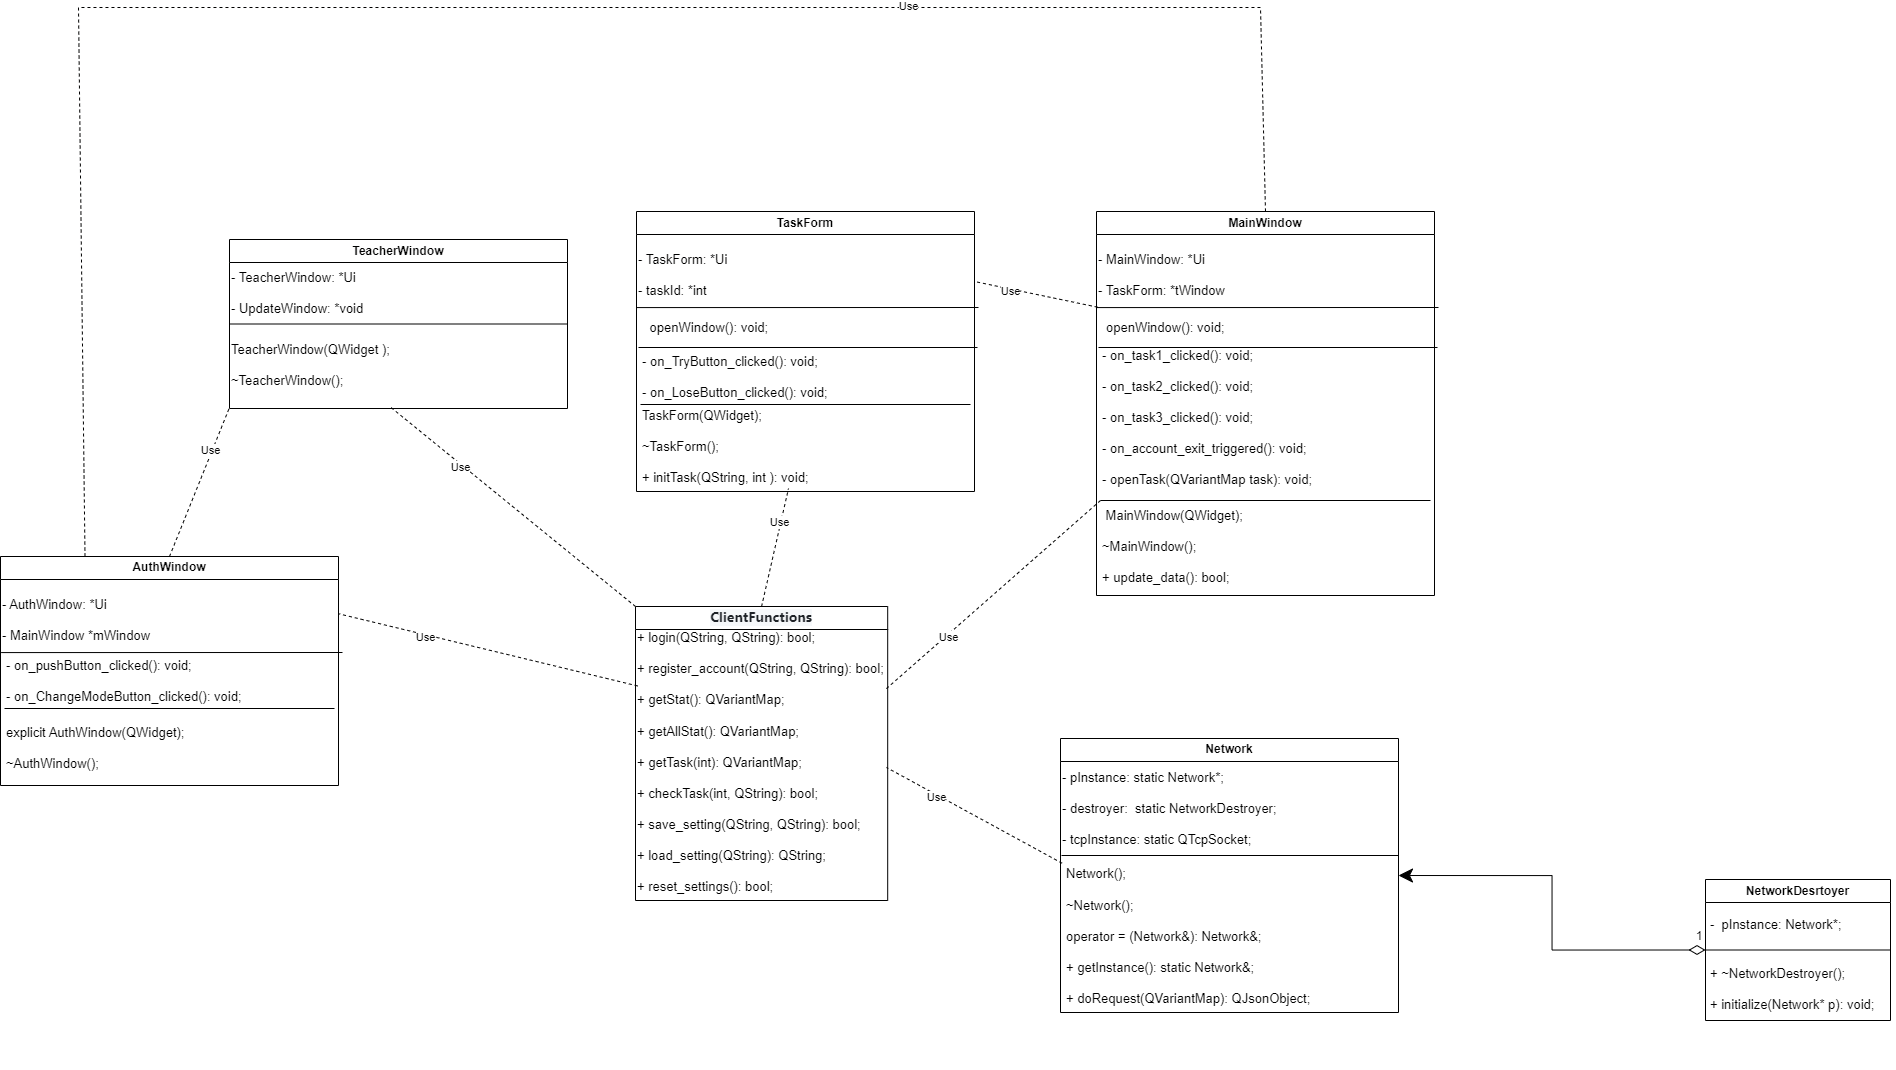 Use
TeacherWindow
- TeacherWindow: *Ui
- UpdateWindow: *void
TeacherWindow(QWidget );
~TeacherWindow();
TaskForm
- TaskForm: *Ui
- taskId: *int
openWindow(): void;
- on_TryButton_clicked(): void;
- on_LoseButton_clicked(): void;
TaskForm(QWidget);
~TaskForm();
+ initTask(QString, int ): void;
Use
MainWindow
- MainWindow: *Ui
- TaskForm: *tWindow
openWindow(): void;
- on_task1_clicked(): void;
- on_task2_clicked(): void;
- on_task3_clicked(): void;
- on_account_exit_triggered(): void;
- openTask(QVariantMap task): void;
MainWindow(QWidget);
~MainWindow();
+ update_data(): bool;
Use
Use
Use
AuthWindow
- AuthWindow: *Ui
- MainWindow *mWindow
- on_pushButton_clicked(): void;
- on_ChangeModeButton_clicked(): void;
explicit AuthWindow(QWidget);
~AuthWindow();
Use
ClientFunctions
+ login(QString, QString): bool;
+ register_account(QString, QString): bool;
+ getStat(): QVariantMap;
+ getAllStat(): QVariantMap;
+ getTask(int): QVariantMap;
+ checkTask(int, QString): bool;
+ save_setting(QString, QString): bool;
+ load_setting(QString): QString;
+ reset_settings(): bool;
Use
Use
Network
- pInstance: static Network*;
- destroyer:  static NetworkDestroyer;
- tcpInstance: static QTcpSocket;
Network();
~Network();
operator = (Network&): Network&;
+ getInstance(): static Network&;
+ doRequest(QVariantMap): QJsonObject;
1
NetworkDesrtoyer
-  pInstance: Network*;
+ ~NetworkDestroyer();
+ initialize(Network* p): void;